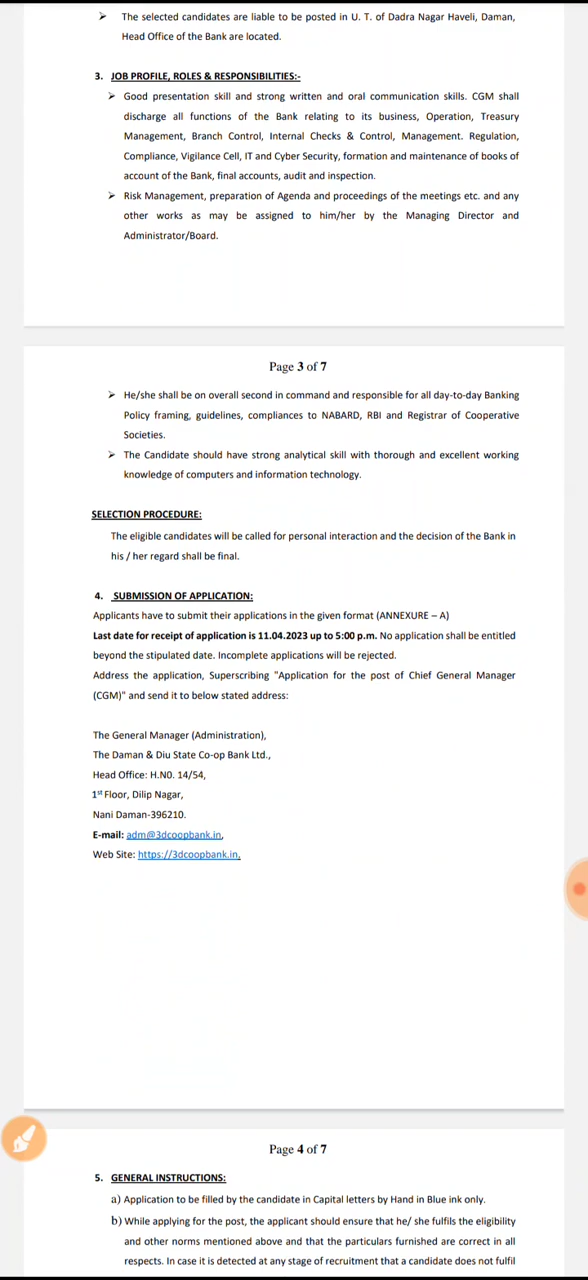 ➢ The selected candidates are liable to be posted in U. T. of Dadra Nagar Haveli, Daman,
Head Office of the Bank are located.
3. JOB PROFILE, ROLES & RESPONSIBILITIES:-
➢ Good presentation skill and strong written and oral communication skills. CGM shall
discharge all functions of the Bank relating to its business, Operation, Treasury
Management, Branch Control, Internal Checks & Control, Management. Regulation,
Compliance, Vigilance Cell, IT and Cyber Security, formation and maintenance of books of
account of the Bank, final accounts, audit and inspection.
➢ Risk Management, preparation of Agenda and proceedings of the meetings etc. and any
other works as may be assigned to him/her by the Managing Director and
Administrator/Board.
Page 3 of 7
➢ He/she shall be on overall second in command and responsible for all day-to-day Banking
Policy framing, guidelines, compliances to NABARD, RBI and Registrar of Cooperative
Societies.
➢ The Candidate should have strong analytical skill with thorough and excellent working
knowledge of computers and information technology.
SELECTION PROCEDURE:
The eligible candidates will be called for personal interaction and the decision of the Bank in
his / her regard shall be final.
4. SUBMISSION OF APPLICATION:
Applicants have to submit their applications in the given format (ANNEXURE – A)
Last date for receipt of application is 11.04.2023 up to 5:00 p.m. No application shall be entitled
beyond the stipulated date. Incomplete applications will be rejected.
Address the application, Superscribing "Application for the post of Chief General Manager
(CGM)" and send it to below stated address:
The General Manager (Administration),
The Daman & Diu State Co-op Bank Ltd.,
Head Office: H.N0. 14/54,
1st Floor, Dilip Nagar,
Nani Daman-396210.
E-mail: adm@3dcoopbank.in,
Web Site: https://3dcoopbank.in,
Page 4 of 7
5. GENERAL INSTRUCTIONS:
a) Application to be filled by the candidate in Capital letters by Hand in Blue ink only.
b) While applying for the post, the applicant should ensure that he/ she fulfils the eligibility
and other norms mentioned above and that the particulars furnished are correct in all
respects. In case it is detected at any stage of recruitment that a candidate does not fulfil